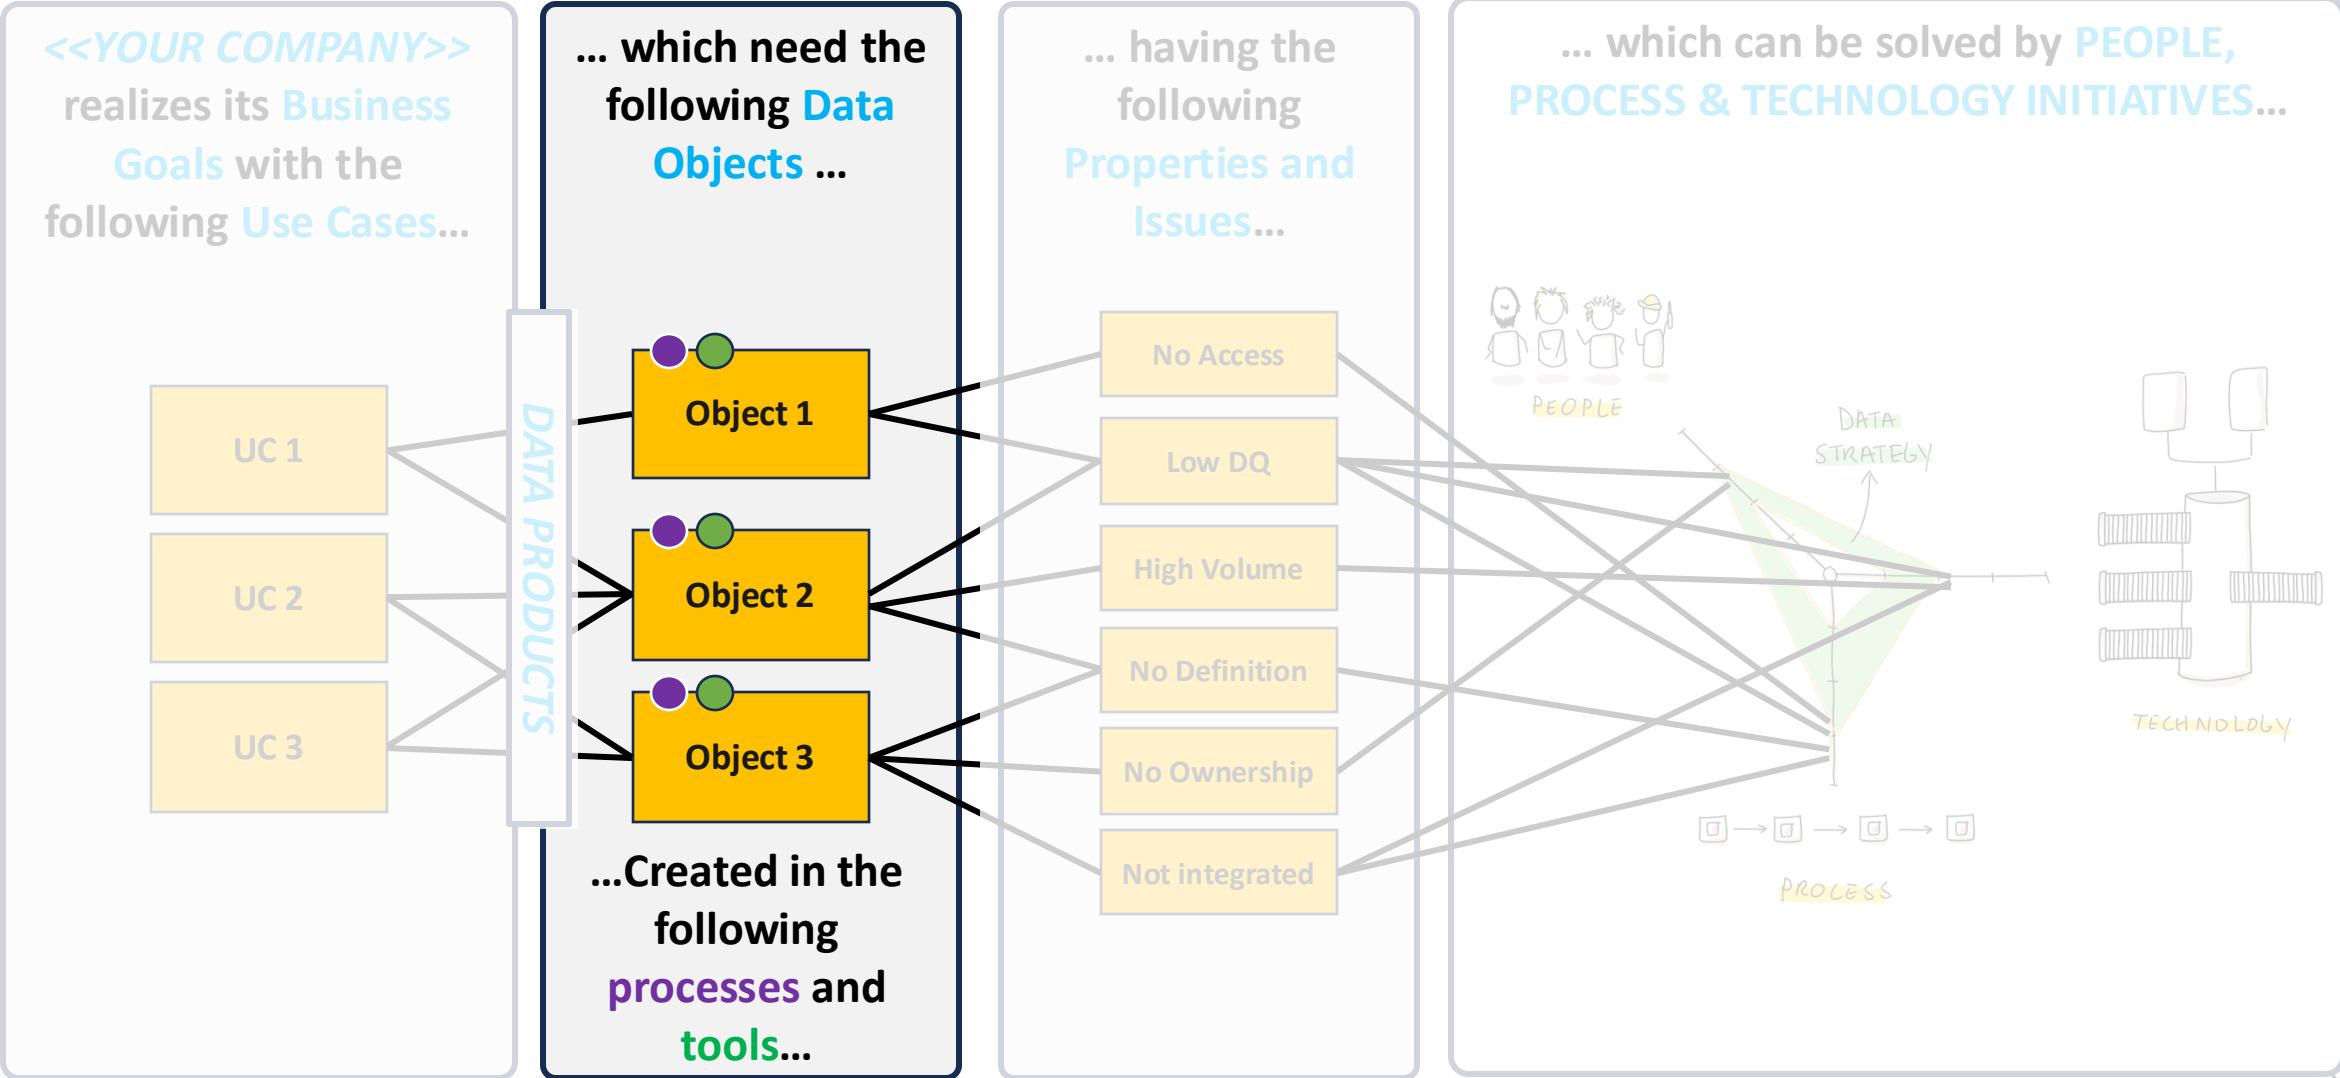 <<YOUR COMPANY>>
realizes its Business
Goals with the
following Use Cases...
UC 1
UC 2
UC 3
DATA PRODUCTS
... which need the
following Data
Objects ...
Object 1
Object 2
Object 3
...Created in the
following
processes and
tools...
... having the
following
Properties and
Issues...
No Access
Low DQ
High Volume
No Definition
No Ownership
Not integrated
... which can be solved by PEOPLE,
PROCESS & TECHNOLOGY INITIATIVES...
PEOPLE
DATA
STRATEGY
TECHNOLOGY
PROCESS